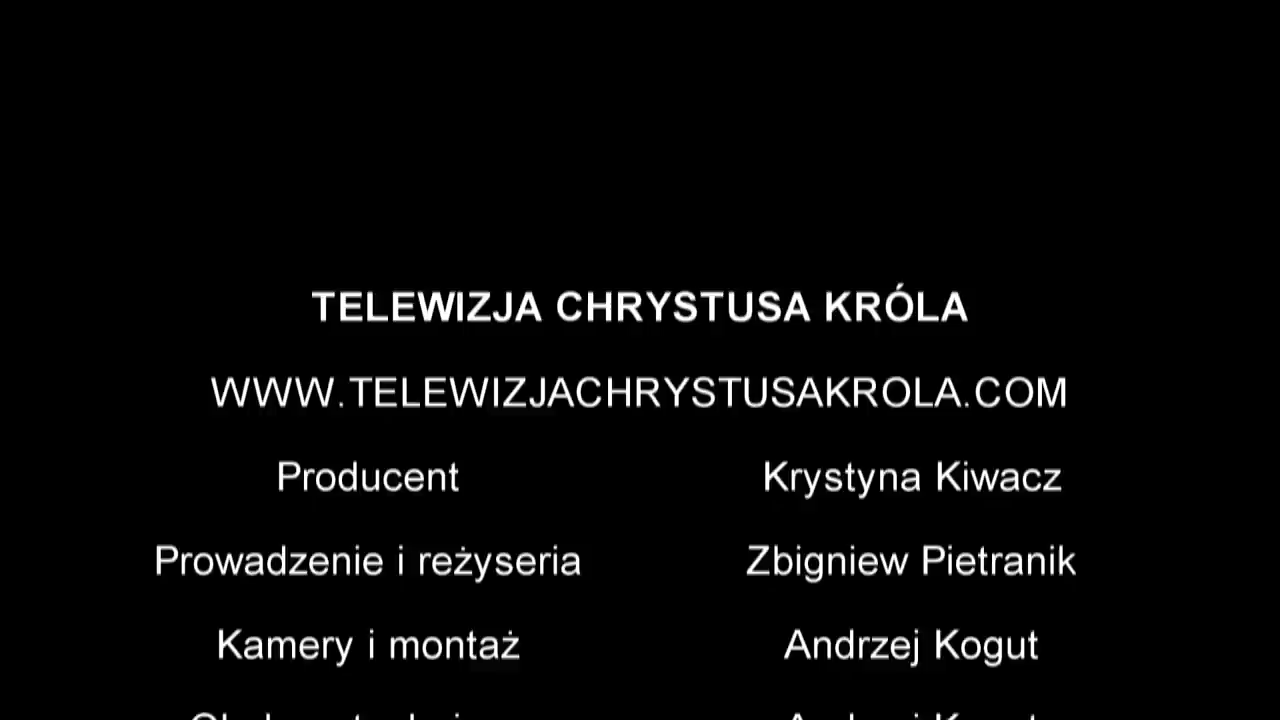 TELEWIZJA CHRYSTUSA KRÓLA
WWW.TELEWIZJACHRYSTUSAKROLA.COM
Producent Krystyna Kiwacz
Prowadzenie i reżyseria Zbigniew Pietranik
Kamery i montaż Andrzej Kogut